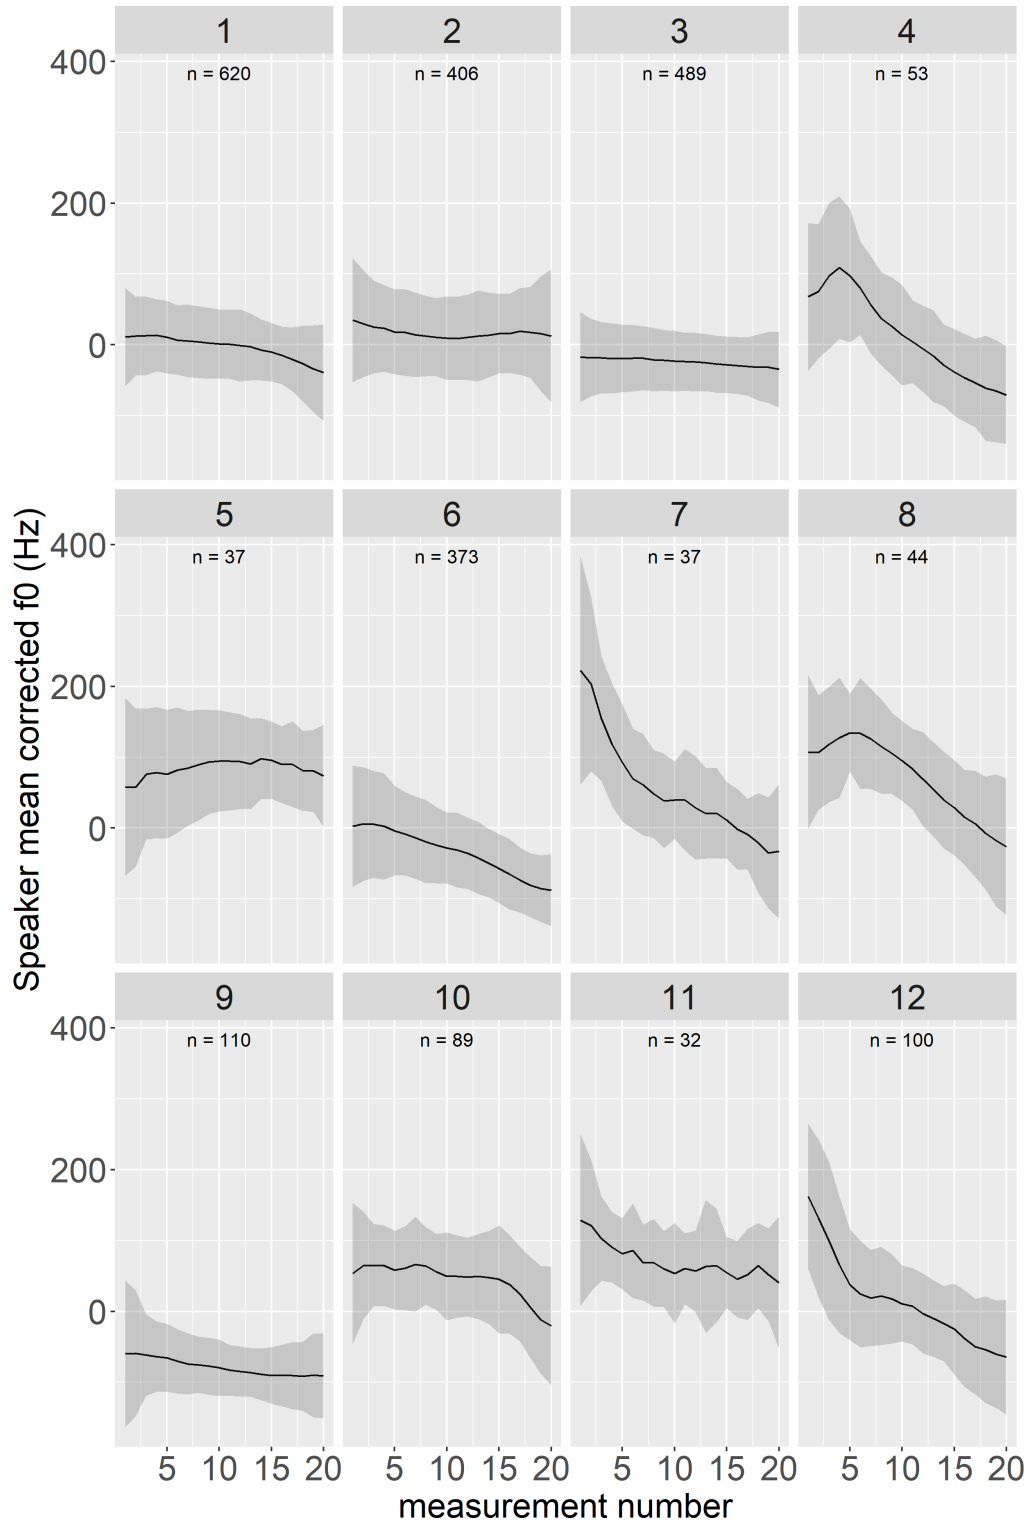 1 2 3 4
n = 620 n = 406 n = 489 n = 53
400
200
0
5 6 7 8
n = 37 n = 373 n = 37 n = 44
400
200
0
9 10 11 12
n = 110 n = 89 n = 32 n = 100
400
200
0
5 10 15 20 5 10 15 20 5 10 15 20 5 10 15 20
measurement number
Speaker mean corrected f0 (Hz)